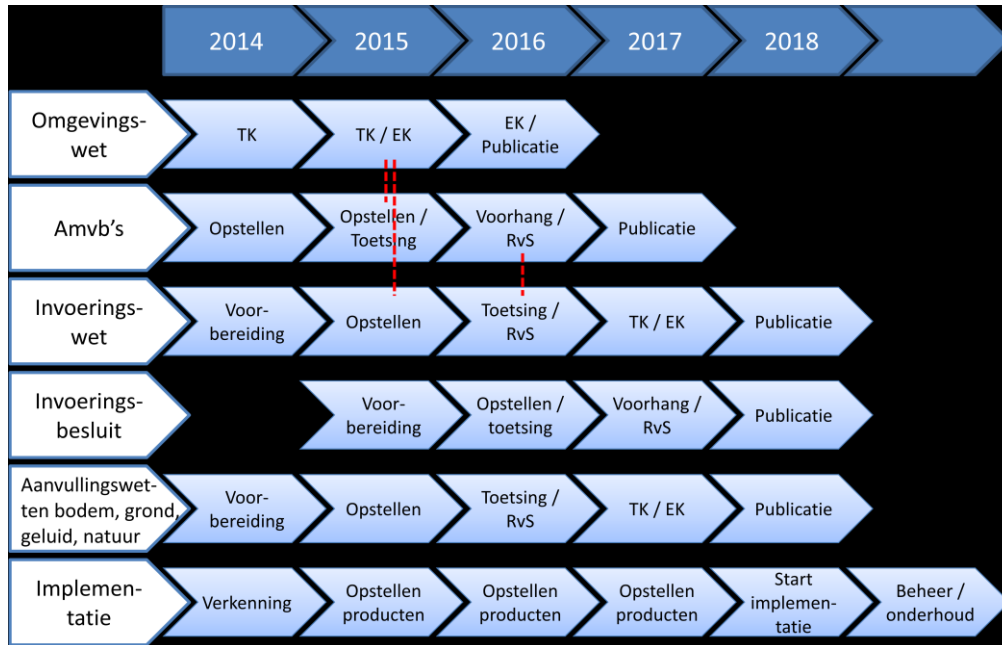 2014 2015 2016 2017 2018
Omgevings-
wet
TK
TK / EK
EK /
Publicatie
Amvb's
Opstellen
Opstellen /
Toetsing
Voorhang /
RvS
Publicatie
Invoerings-
wet
Voor-
bereiding
Opstellen
Toetsing /
RvS
TK / EK
Publicatie
Invoerings-
besluit
Voor-
bereiding
Opstellen /
toetsing
Voorhang /
RvS
Publicatie
Aanvullingswet-
ten bodem, grond,
geluid, natuur
Voor-
bereiding
Opstellen
Toetsing /
RvS
TK / EK
Publicatie
Implemen-
tatie
Verkenning
Opstellen
producten
Opstellen
producten
Opstellen
producten
Start
implemen-
tatie
Beheer /
onderhoud